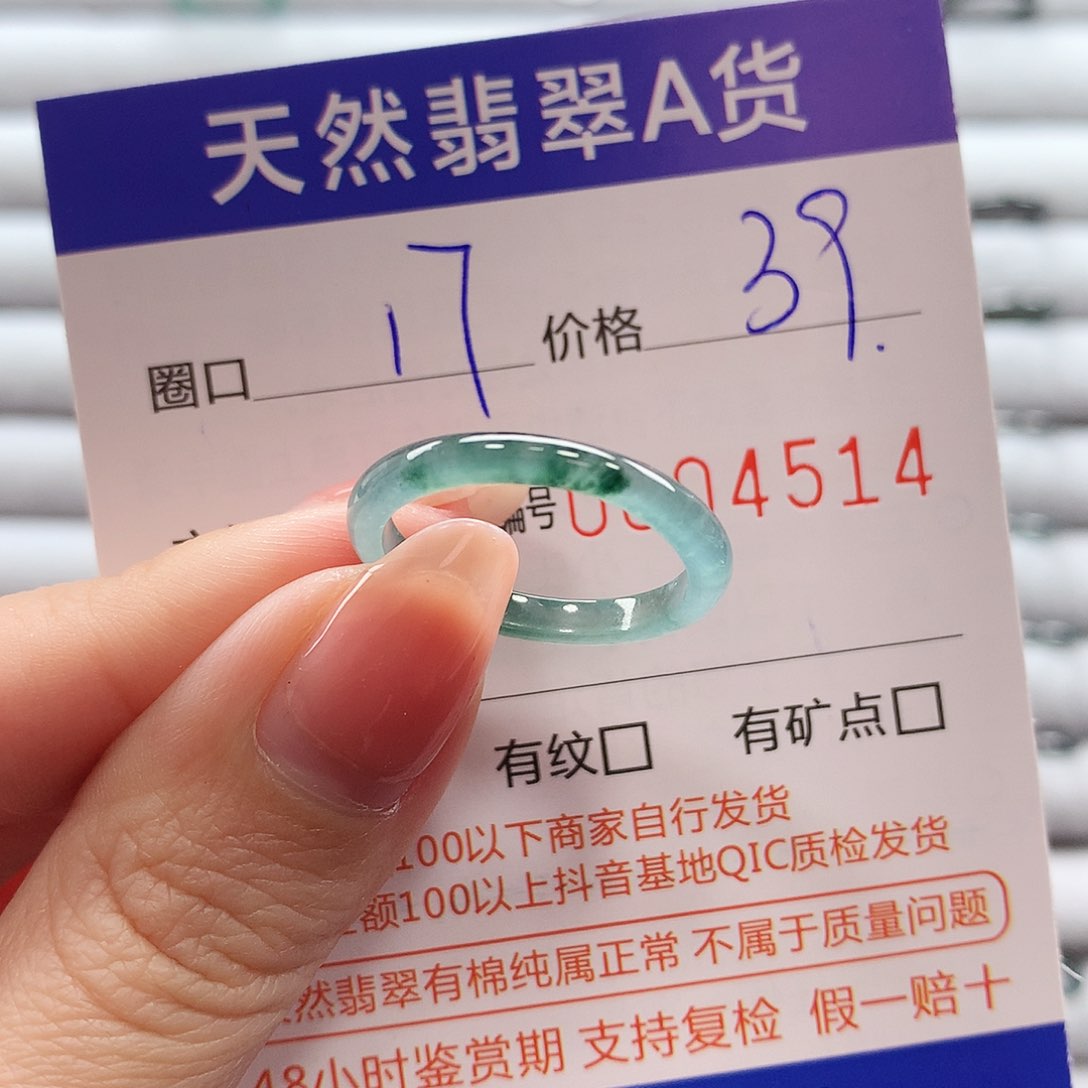 天然翡翠A货
圈口 17 价格 39.
编号 04514
有纹□ 有矿点□
100以下商家自行发货
额100以上抖音基地QIC质检发货
然翡翠有棉纯属正常 不属于质量问题
48小时鉴赏期 支持复检 假一赔十